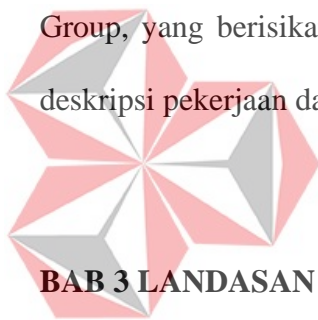 Group, yang berisika
deskripsi pekerjaan da
BAB 3 LANDASAN